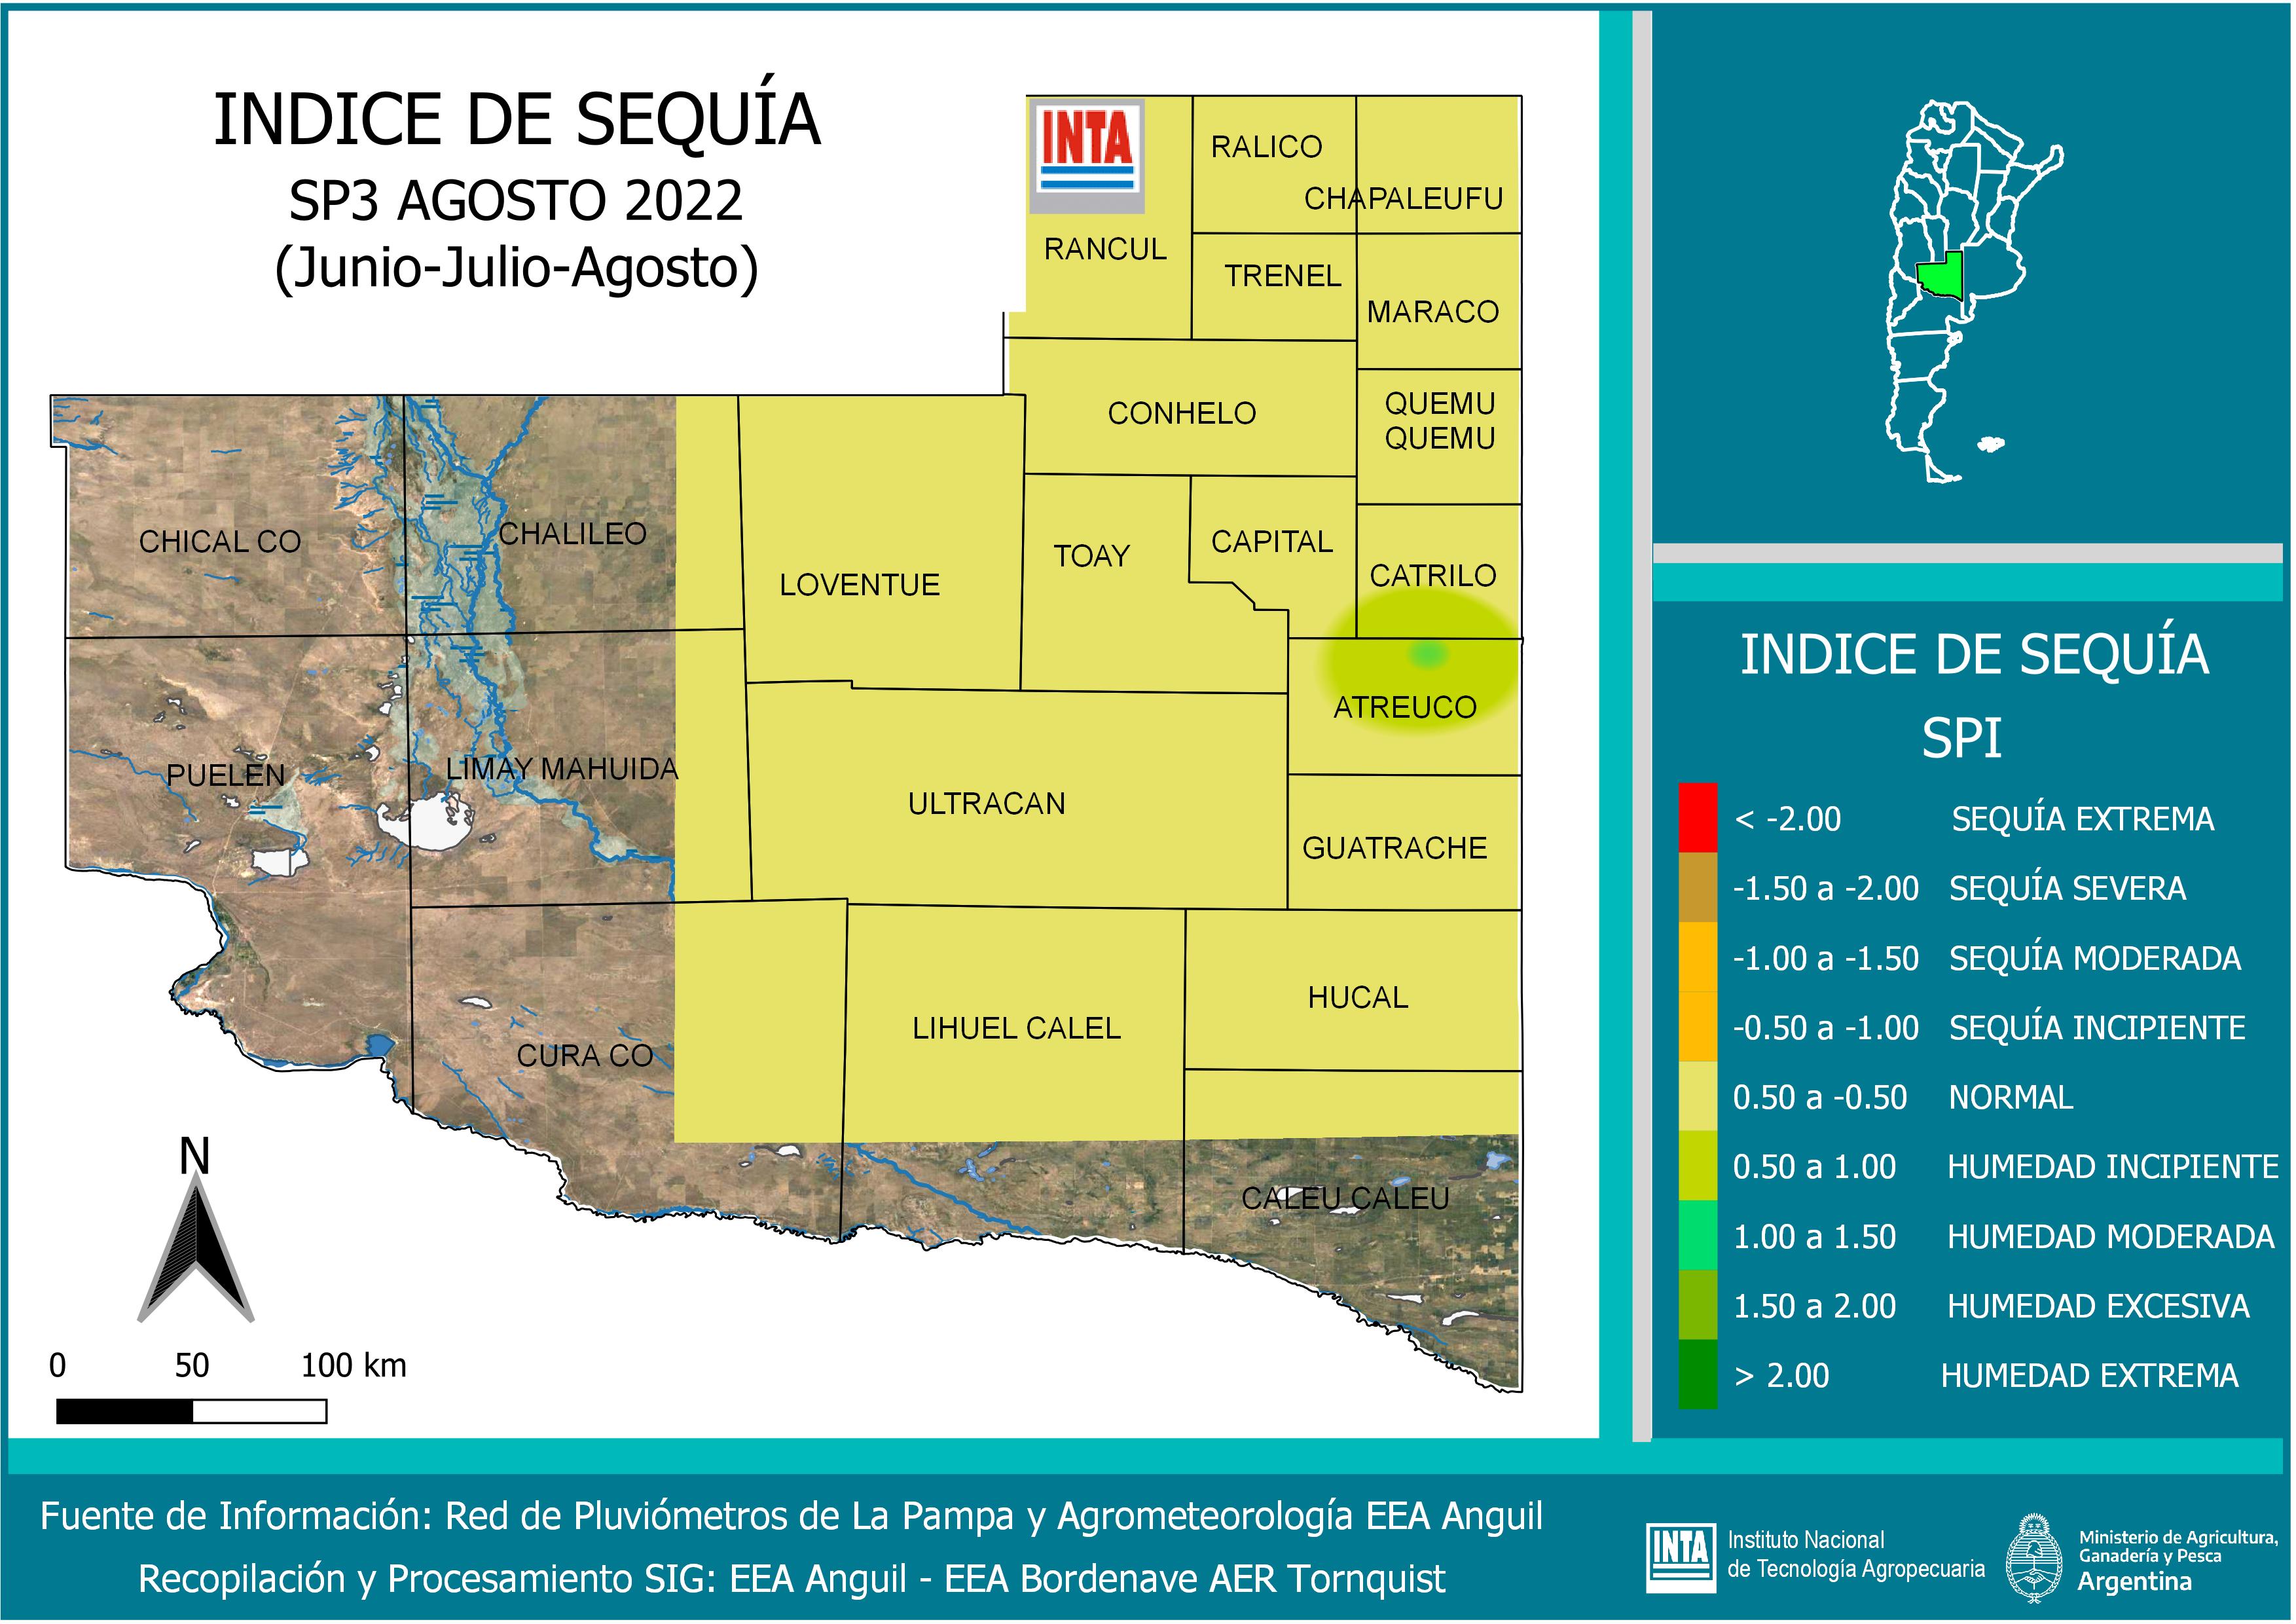 INDICE DE SEQUÍA
SP3 AGOSTO 2022
(Junio-Julio-Agosto)
INTA
RALICO
CHAPALEUFU
RANCUL
TRENEL
MARACO
CONHELO
QUEMU
QUEMU
CHICAL CO
CHALILEO
LOVENTUE
TOAY
CAPITAL
CATRILO
ATREUCO
PUELEN
LIMAY MAHUIDA
ULTRACAN
GUATRACHE
HUCAL
LIHUEL CALEL
CURA CO
CALEU CALEU
N
0 50 100 km
INDICE DE SEQUÍA
SPI
< -2.00 SEQUÍA EXTREMA
-1.50 a -2.00 SEQUÍA SEVERA
-1.00 a -1.50 SEQUÍA MODERADA
-0.50 a -1.00 SEQUÍA INCIPIENTE
0.50 a -0.50 NORMAL
0.50 a 1.00 HUMEDAD INCIPIENTE
1.00 a 1.50 HUMEDAD MODERADA
1.50 a 2.00 HUMEDAD EXCESIVA
> 2.00 HUMEDAD EXTREMA
Fuente de Información: Red de Pluviómetros de La Pampa y Agrometeorología EEA Anguil
Recopilación y Procesamiento SIG: EEA Anguil - EEA Bordenave AER Tornquist
INTA
Instituto Nacional
de Tecnología Agropecuaria
Ministerio de Agricultura,
Ganadería y Pesca
Argentina